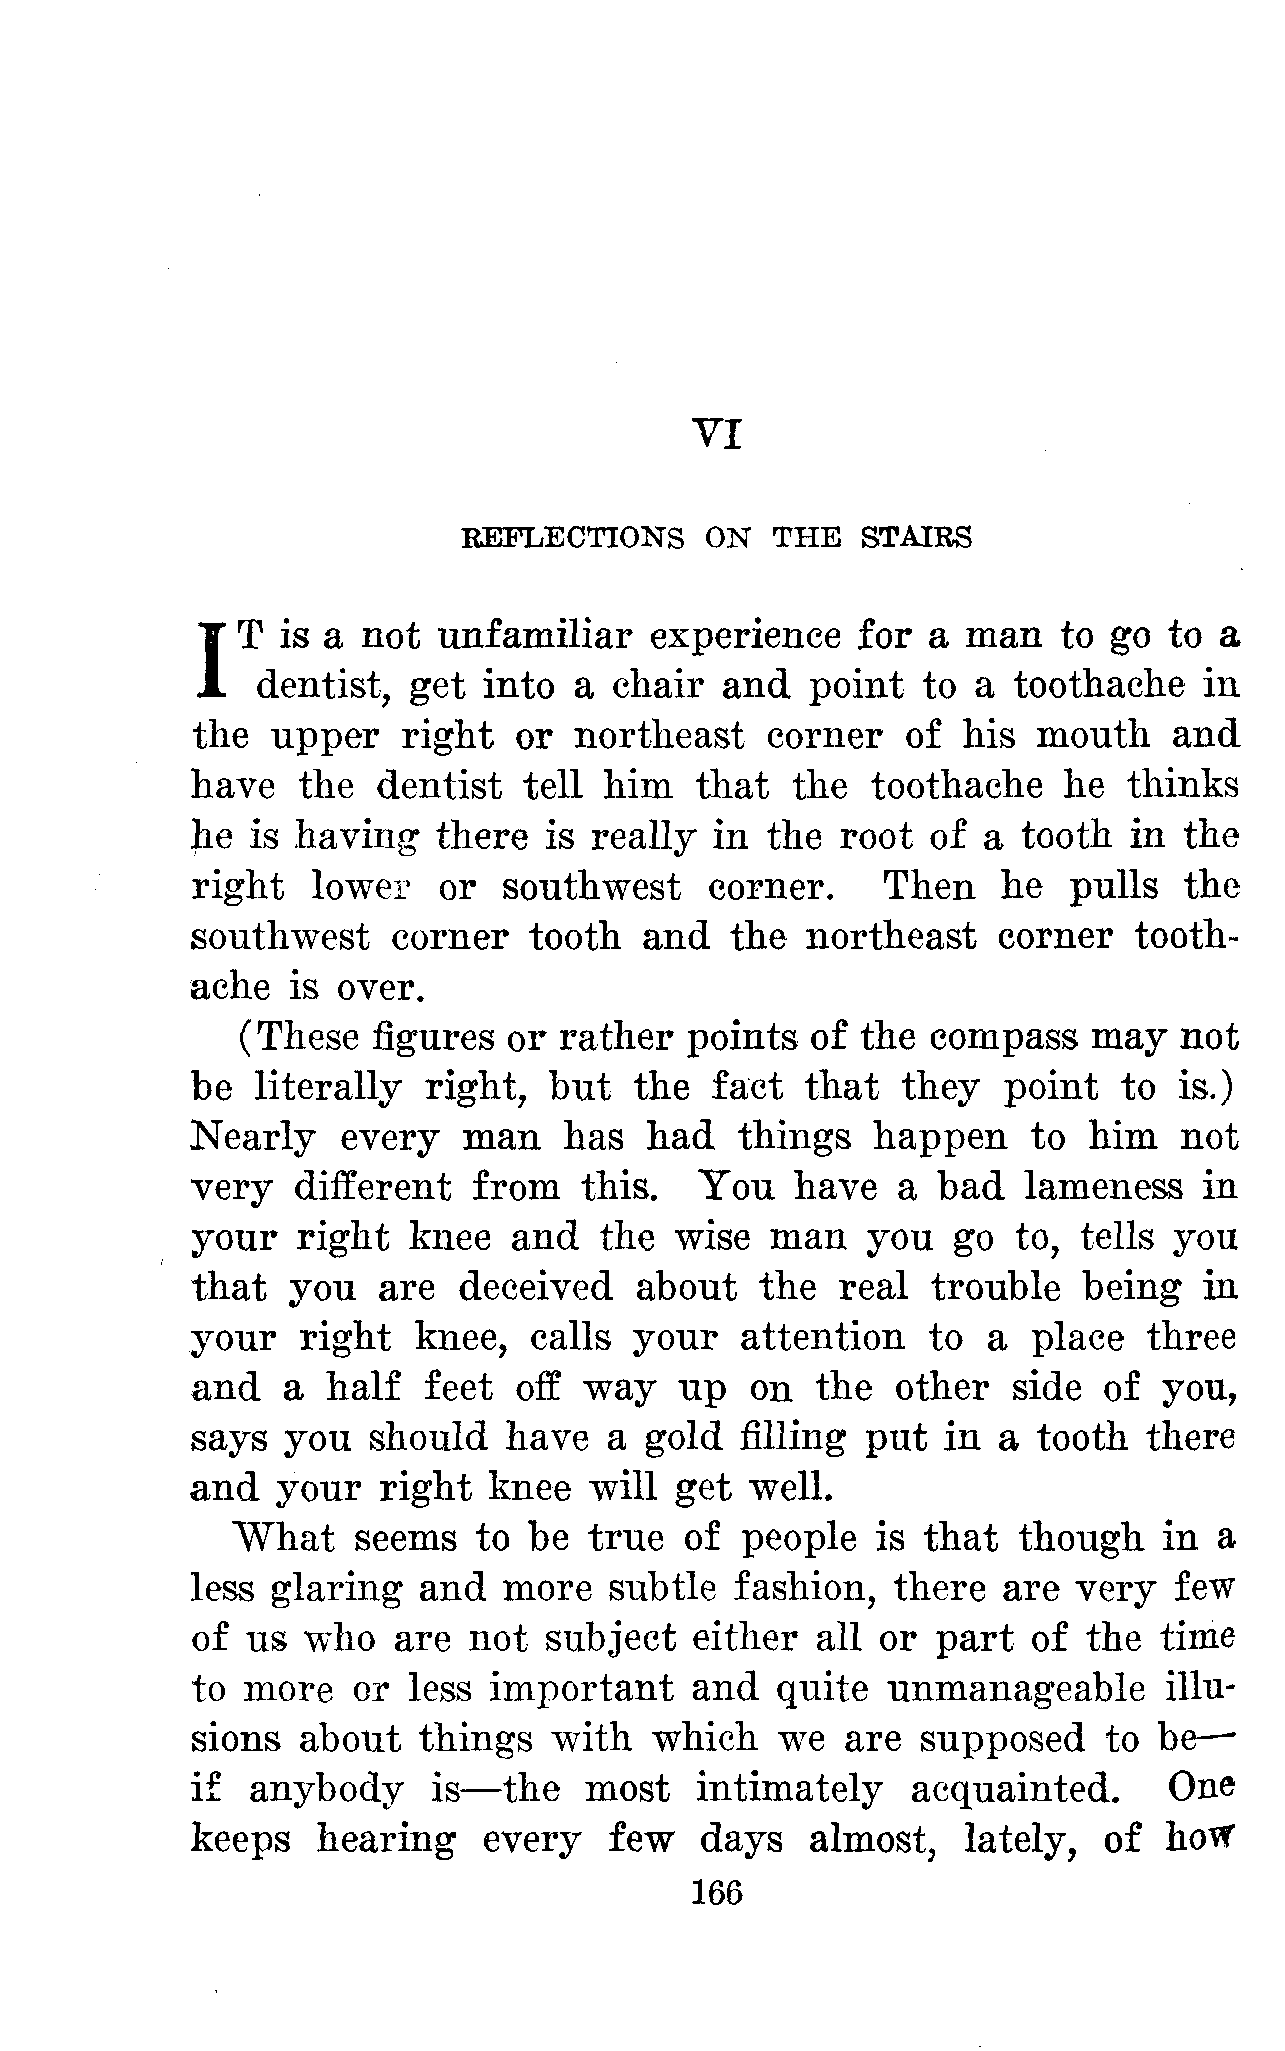 VI
REFLECTIONS ON THE STAIRS
IT is a not unfamiliar experience for a man to go to a
dentist, get into a chair and point to a toothache in
the upper right or northeast corner of his mouth and
have the dentist tell him that the toothache he thinks
he is having there is really in the root of a tooth in the
right lower or southwest corner. Then he pulls the
southwest corner tooth and the northeast corner tooth-
ache is over.
(These figures or rather points of the compass may not
be literally right, but the fact that they point to is.)
Nearly every man has had things happen to him not
very different from this. You have a bad lameness in
your right knee and the wise man you go to, tells you
that you are deceived about the real trouble being in
your right knee, calls your attention to a place three
and a half feet off way up on the other side of you,
says you should have a gold filling put in a tooth there
and your right knee will get well.
What seems to be true of people is that though in a
less glaring and more subtle fashion, there are very few
of us who are not subject either all or part of the time
to more or less important and quite unmanageable illu-
sions about things with which we are supposed to be—
if anybody is—the most intimately acquainted. One
keeps hearing every few days almost, lately, of how
166